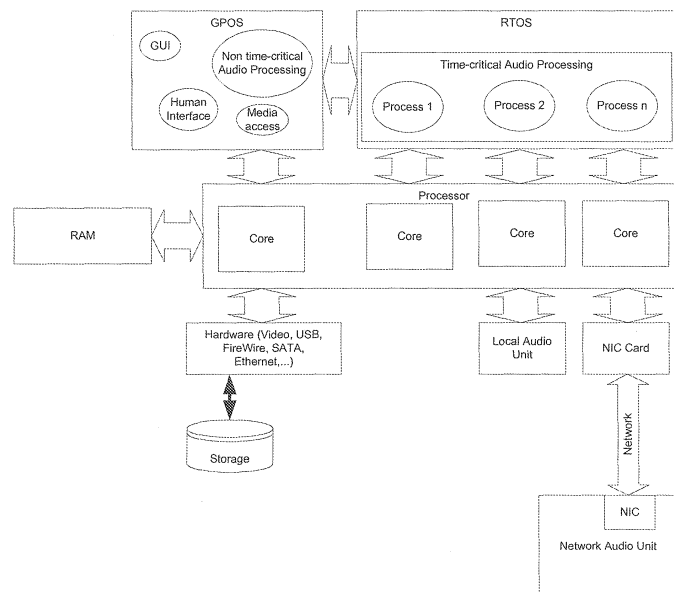 GPOS
RTOS
GUI
Non time-critical
Audio Processing
Human
Interface
Media
access
Time-critical Audio Processing
Process 1
Process 2
Process n
Processor
RAM
Core
Core
Core
Core
Hardware (Video, USB,
FireWire, SATA,
Ethernet,...)
Local Audio
Unit
NIC Card
Storage
Network
NIC
Network Audio Unit